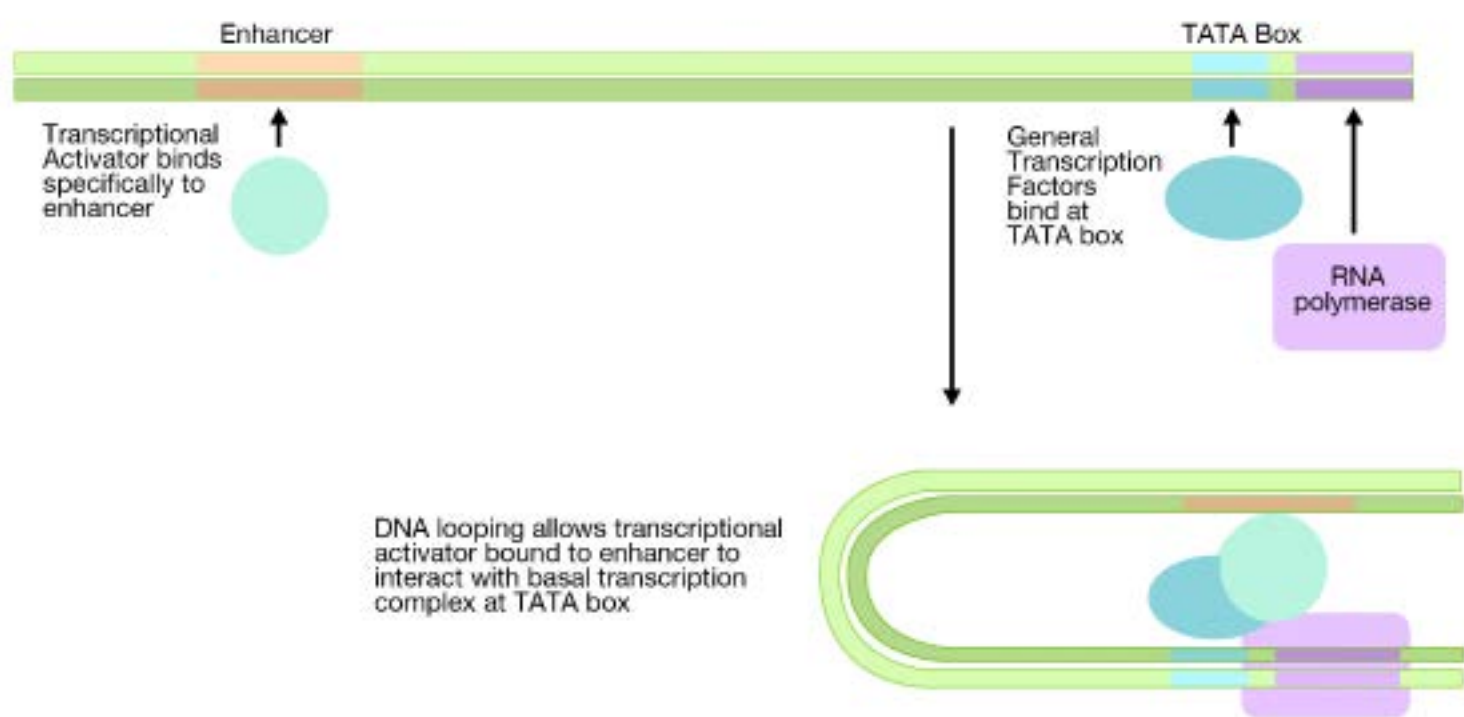 Enhancer
TATA Box
Transcriptional
Activator binds
specifically to
enhancer
General
Transcription
Factors
bind at
TATA box
RNA
polymerase
DNA looping allows transcriptional
activator bound to enhancer to
interact with basal transcription
complex at TATA box